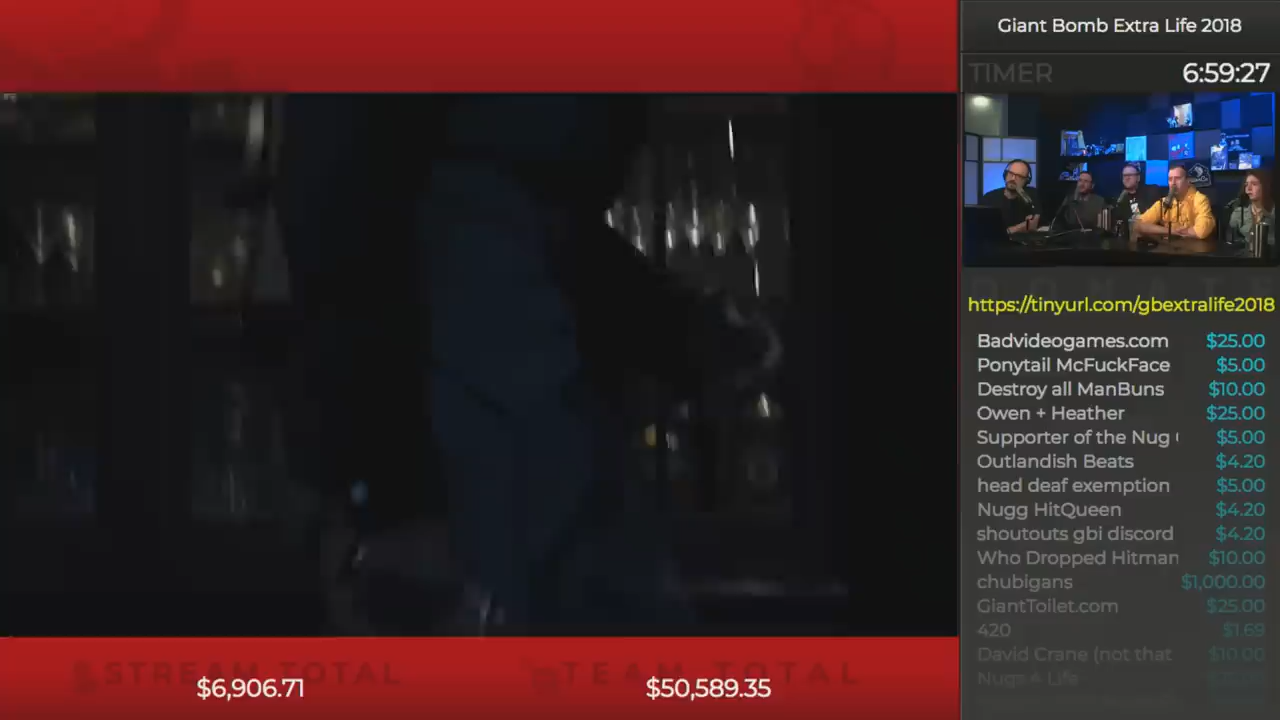 Giant Bomb Extra Life 2018
TIMER 6:59:27
https://tinyurl.com/gbextralife2018
Badvideogames.com $25.00
Ponytail McFuckFace $5.00
Destroy all ManBuns $10.00
Owen + Heather $25.00
Supporter of the Nug $5.00
Outlandish Beats $4.20
head deaf exemption $5.00
Nugg HitQueen $4.20
shoutouts gbi discord $4.20
Who Dropped Hitman $10.00
chubigans $1,000.00
GiantToilet.com $25.00
420 $1.69
David Crane (not that $10.00
Nugs 4 Life
STREAM TOTAL
$6,906.71
TEAM TOTAL
$50,589.35